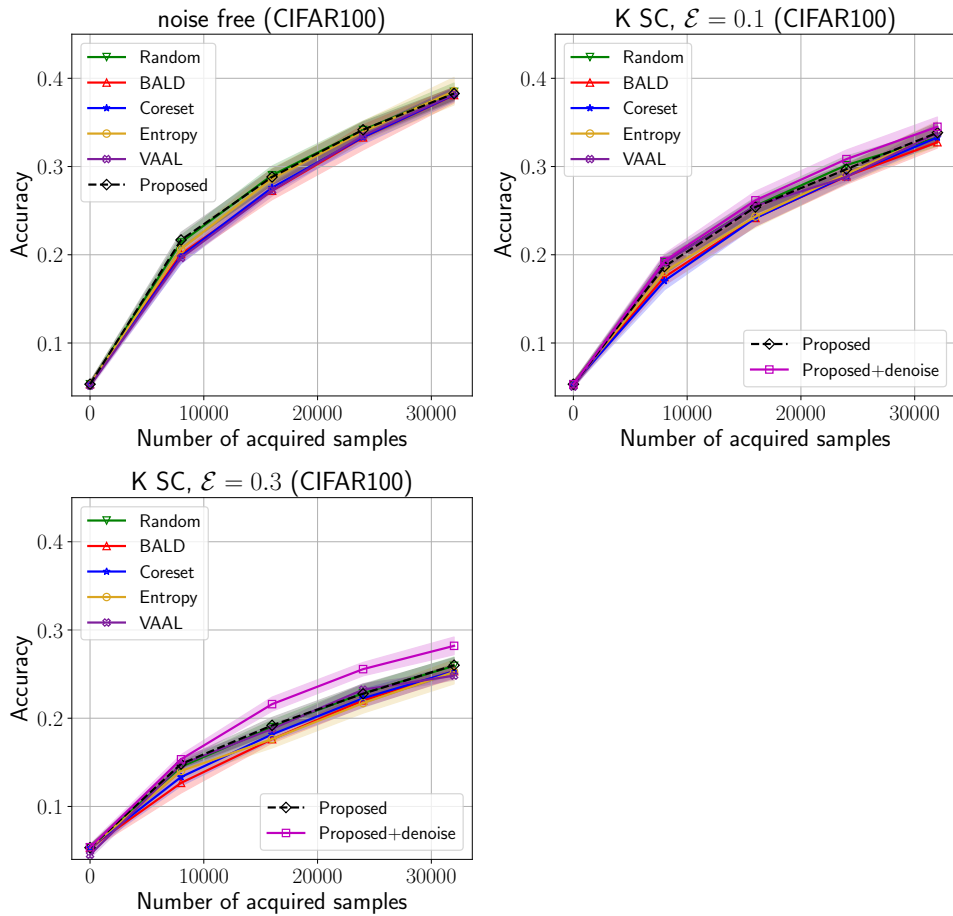 noise free (CIFAR100)
Random
BALD
Coreset
Entropy
VAAL
Proposed
0.4
0.3
0.2
0.1
Accuracy
0
10000
20000
30000
Number of acquired samples
K SC, ℰ = 0.1 (CIFAR100)
Random
BALD
Coreset
Entropy
VAAL
Proposed
Proposed+denoise
0.4
0.3
0.2
0.1
Accuracy
0
10000
20000
30000
Number of acquired samples
K SC, ℰ = 0.3 (CIFAR100)
Random
BALD
Coreset
Entropy
VAAL
Proposed
Proposed+denoise
0.4
0.3
0.2
0.1
Accuracy
0
10000
20000
30000
Number of acquired samples